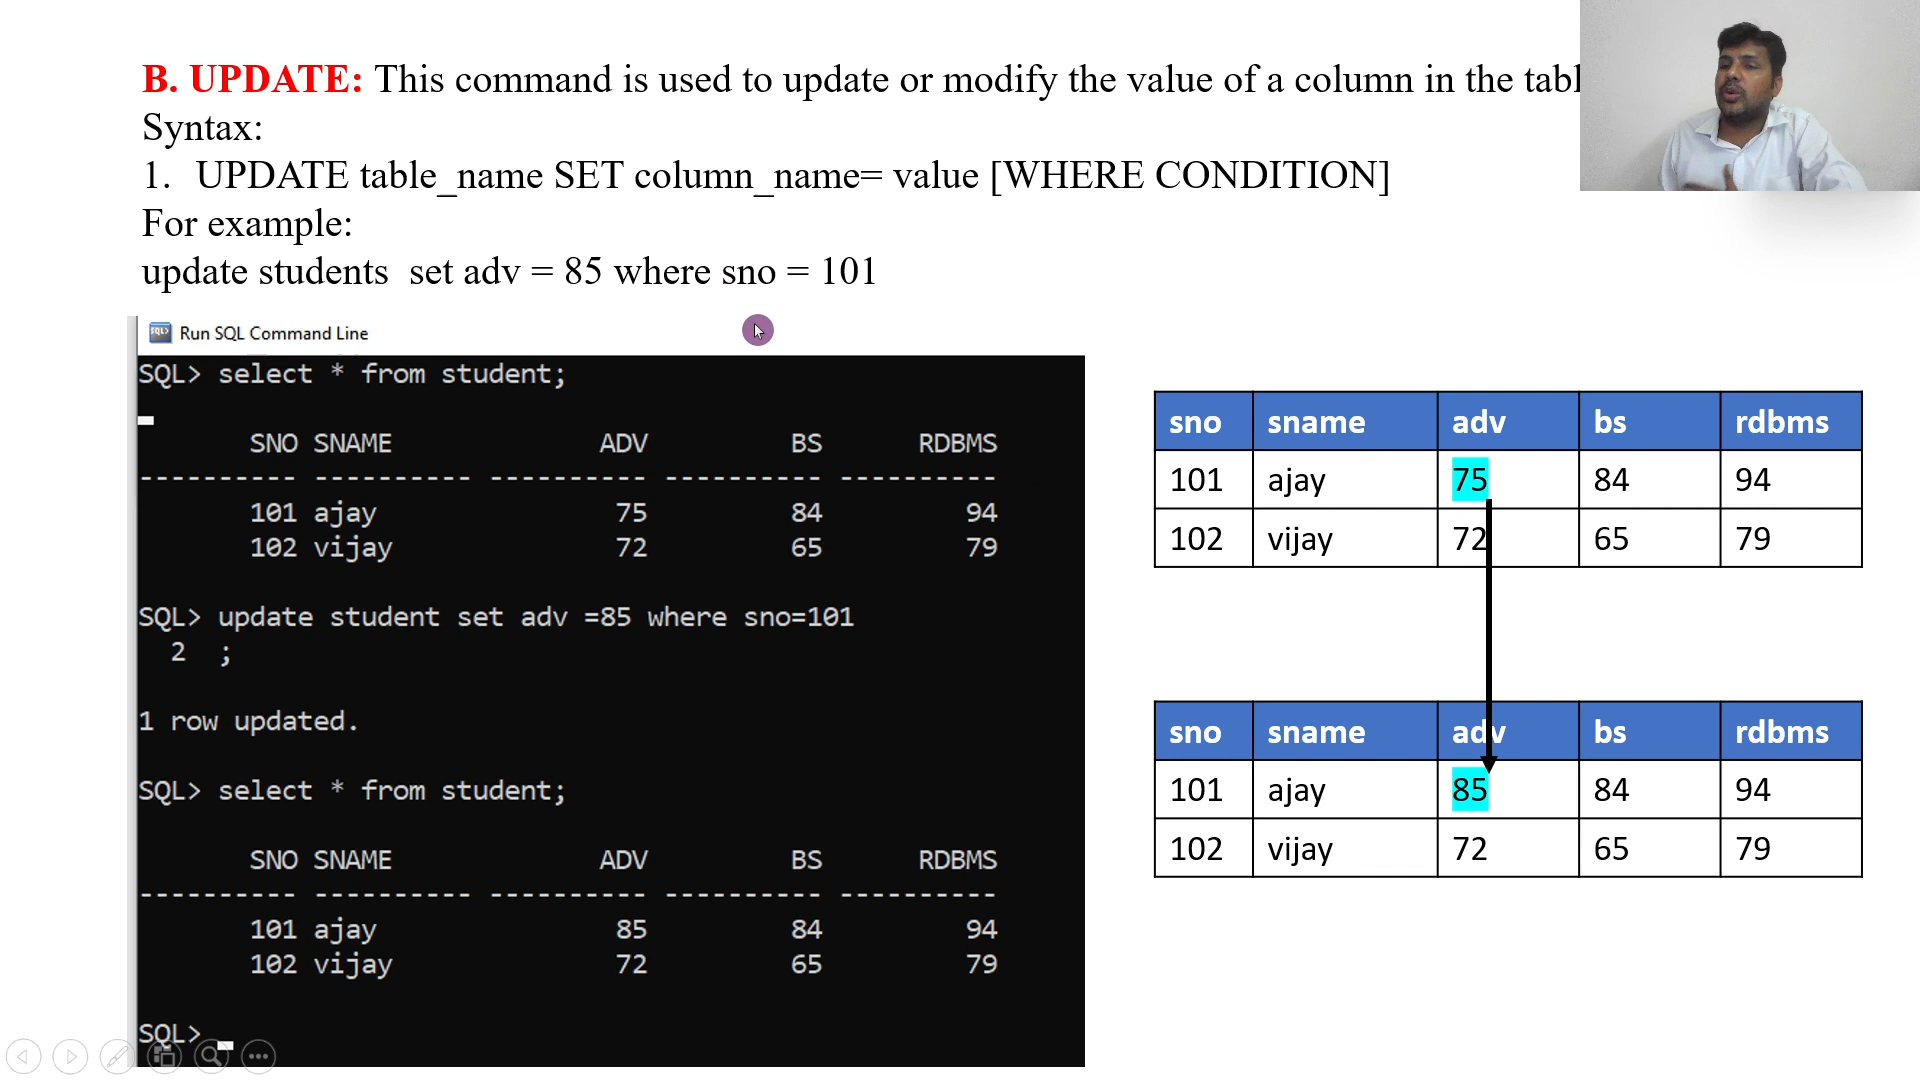 B. UPDATE: This command is used to update or modify the value of a column in the
Syntax:
1. UPDATE table_name SET column_name= value [WHERE CONDITION]
For example:
update students set adv = 85 where sno = 101
Run SQL Command Line
SQL> select * from student;
SNO SNAME ADV BS RDBMS
---------- ---------- ---------- ---------- ----------
101 ajay 75 84 94
102 vijay 72 65 79
SQL> update student set adv =85 where sno=101
2 ;
1 row updated.
SQL> select * from student;
SNO SNAME ADV BS RDBMS
---------- ---------- ---------- ---------- ----------
101 ajay 85 84 94
102 vijay 72 65 79
SQL>
sno sname adv bs rdbms
101 ajay 75 84 94
102 vijay 72 65 79
sno sname adv bs rdbms
101 ajay 85 84 94
102 vijay 72 65 79